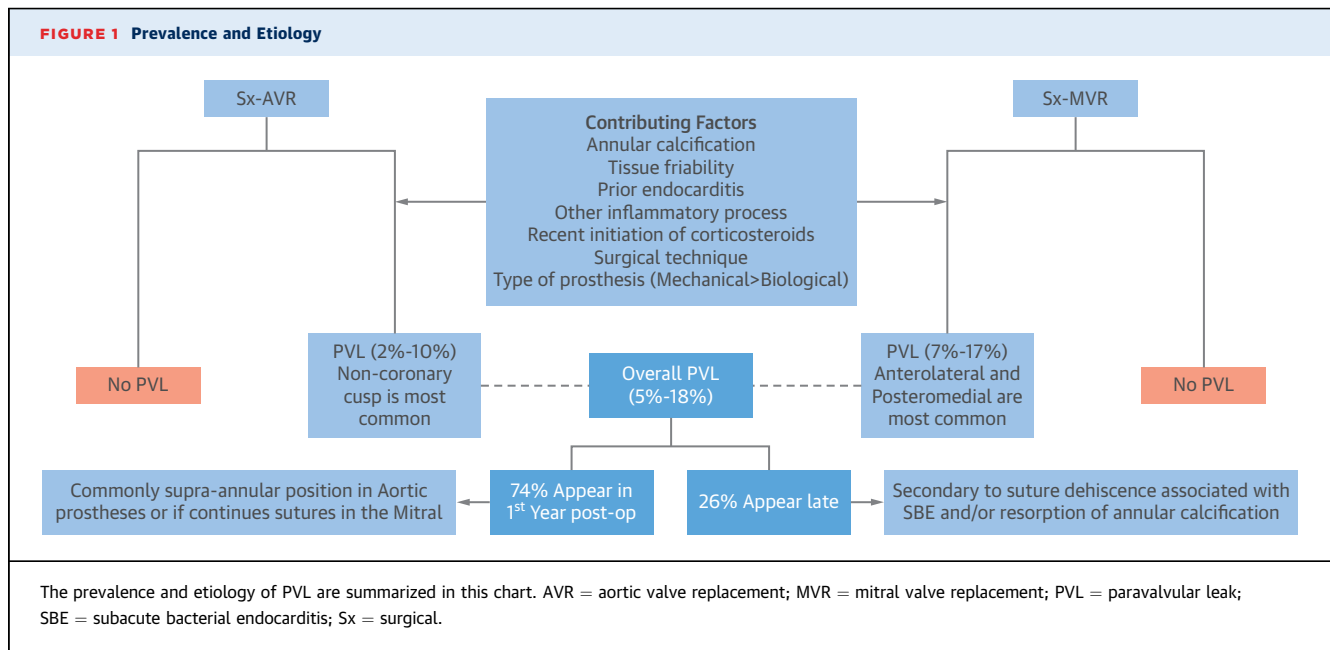 FIGURE 1 Prevalence and Etiology
Sx-AVR
Sx-MVR
Contributing Factors
Annular calcification
Tissue friability
Prior endocarditis
Other inflammatory process
Recent initiation of corticosteroids
Surgical technique
Type of prosthesis (Mechanical>Biological)
No PVL
PVL (2%-10%)
Non-coronary
cusp is most
common
Overall PVL
(5%-18%)
PVL (7%-17%)
Anterolateral and
Posteromedial are
most common
No PVL
Commonly supra-annular position in Aortic
prostheses or if continues sutures in the Mitral
74% Appear in
1st Year post-op
26% Appear late
Secondary to suture dehiscence associated with
SBE and/or resorption of annular calcification
The prevalence and etiology of PVL are summarized in this chart. AVR = aortic valve replacement; MVR = mitral valve replacement; PVL = paravalvular leak;
SBE = subacute bacterial endocarditis; Sx = surgical.